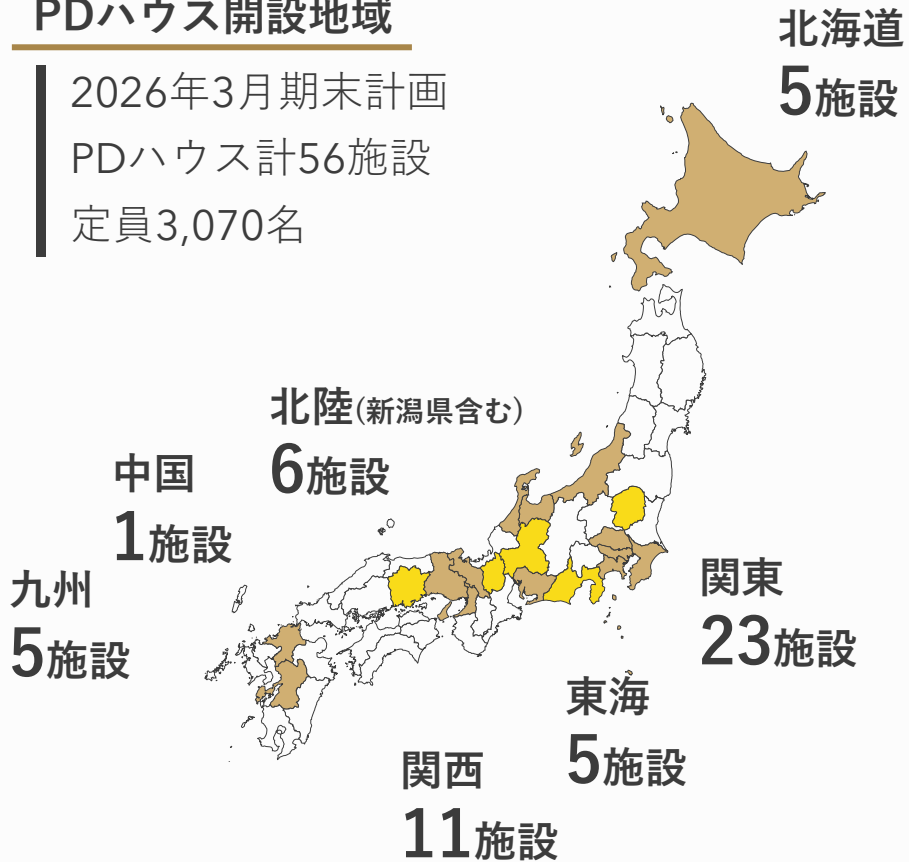 PDハウス開設地域
2026年3月期末計画
PDハウス計56施設
定員3,070名
北海道
5施設
北陸(新潟県含む)
6施設
中国
1施設
九州
5施設
関東
23施設
東海
5施設
関西
11施設